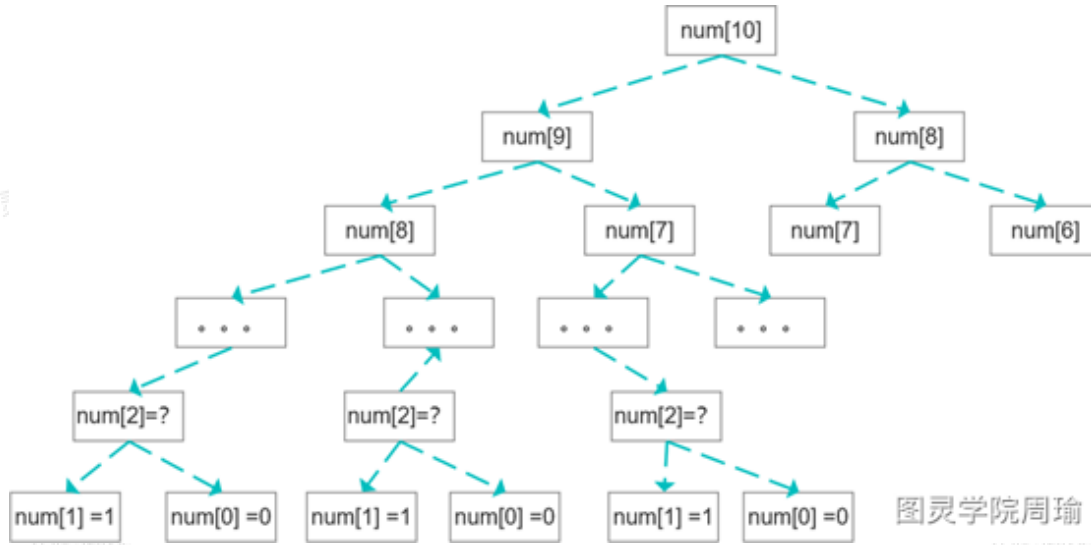 num[10]
num[9]
num[8]
num[8]
num[7]
num[7]
num[6]
。。。
。。。
。。。
。。。
num[2]=?
num[2]=?
num[2]=?
num[1] =1
num[0] =0
num[1] =1
num[0] =0
num[1] =1
num[0] =0
图灵学院周瑜